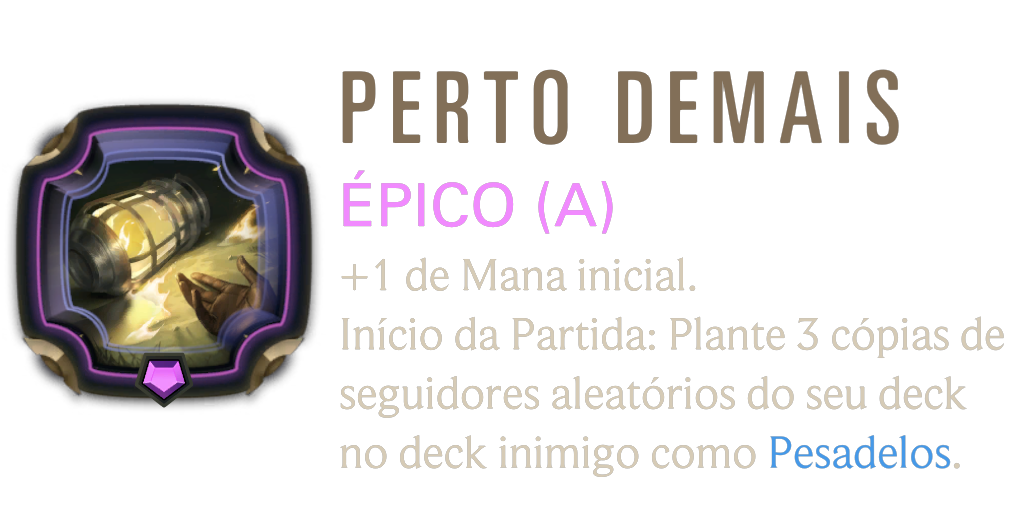 PERTO DEMAIS
ÉPICO (A)
+1 de Mana inicial.
Início da Partida: Plante 3 cópias de
seguidores aleatórios do seu deck
no deck inimigo como Pesadelos.